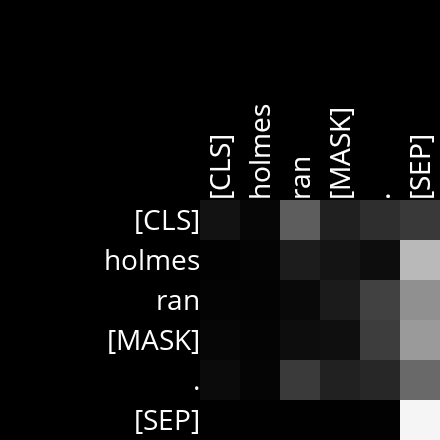 [CLS]
holmes
ran
[MASK]
.
[SEP]
[CLS]
holmes
ran
[MASK]
.
[SEP]